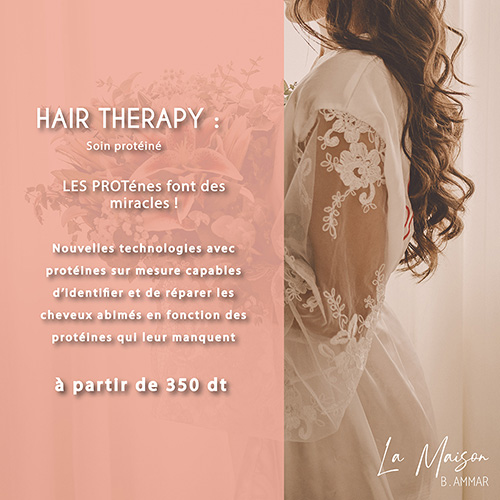 HAIR THERAPY :
Soin protéiné
LES PROTénes font des
miracles !
Nouvelles technologies avec
protéines sur mesure capables
d'identifier et de réparer les
cheveux abimés en fonction des
protéines qui leur manquent
à partir de 350 dt
La Maison
B. AMMAR